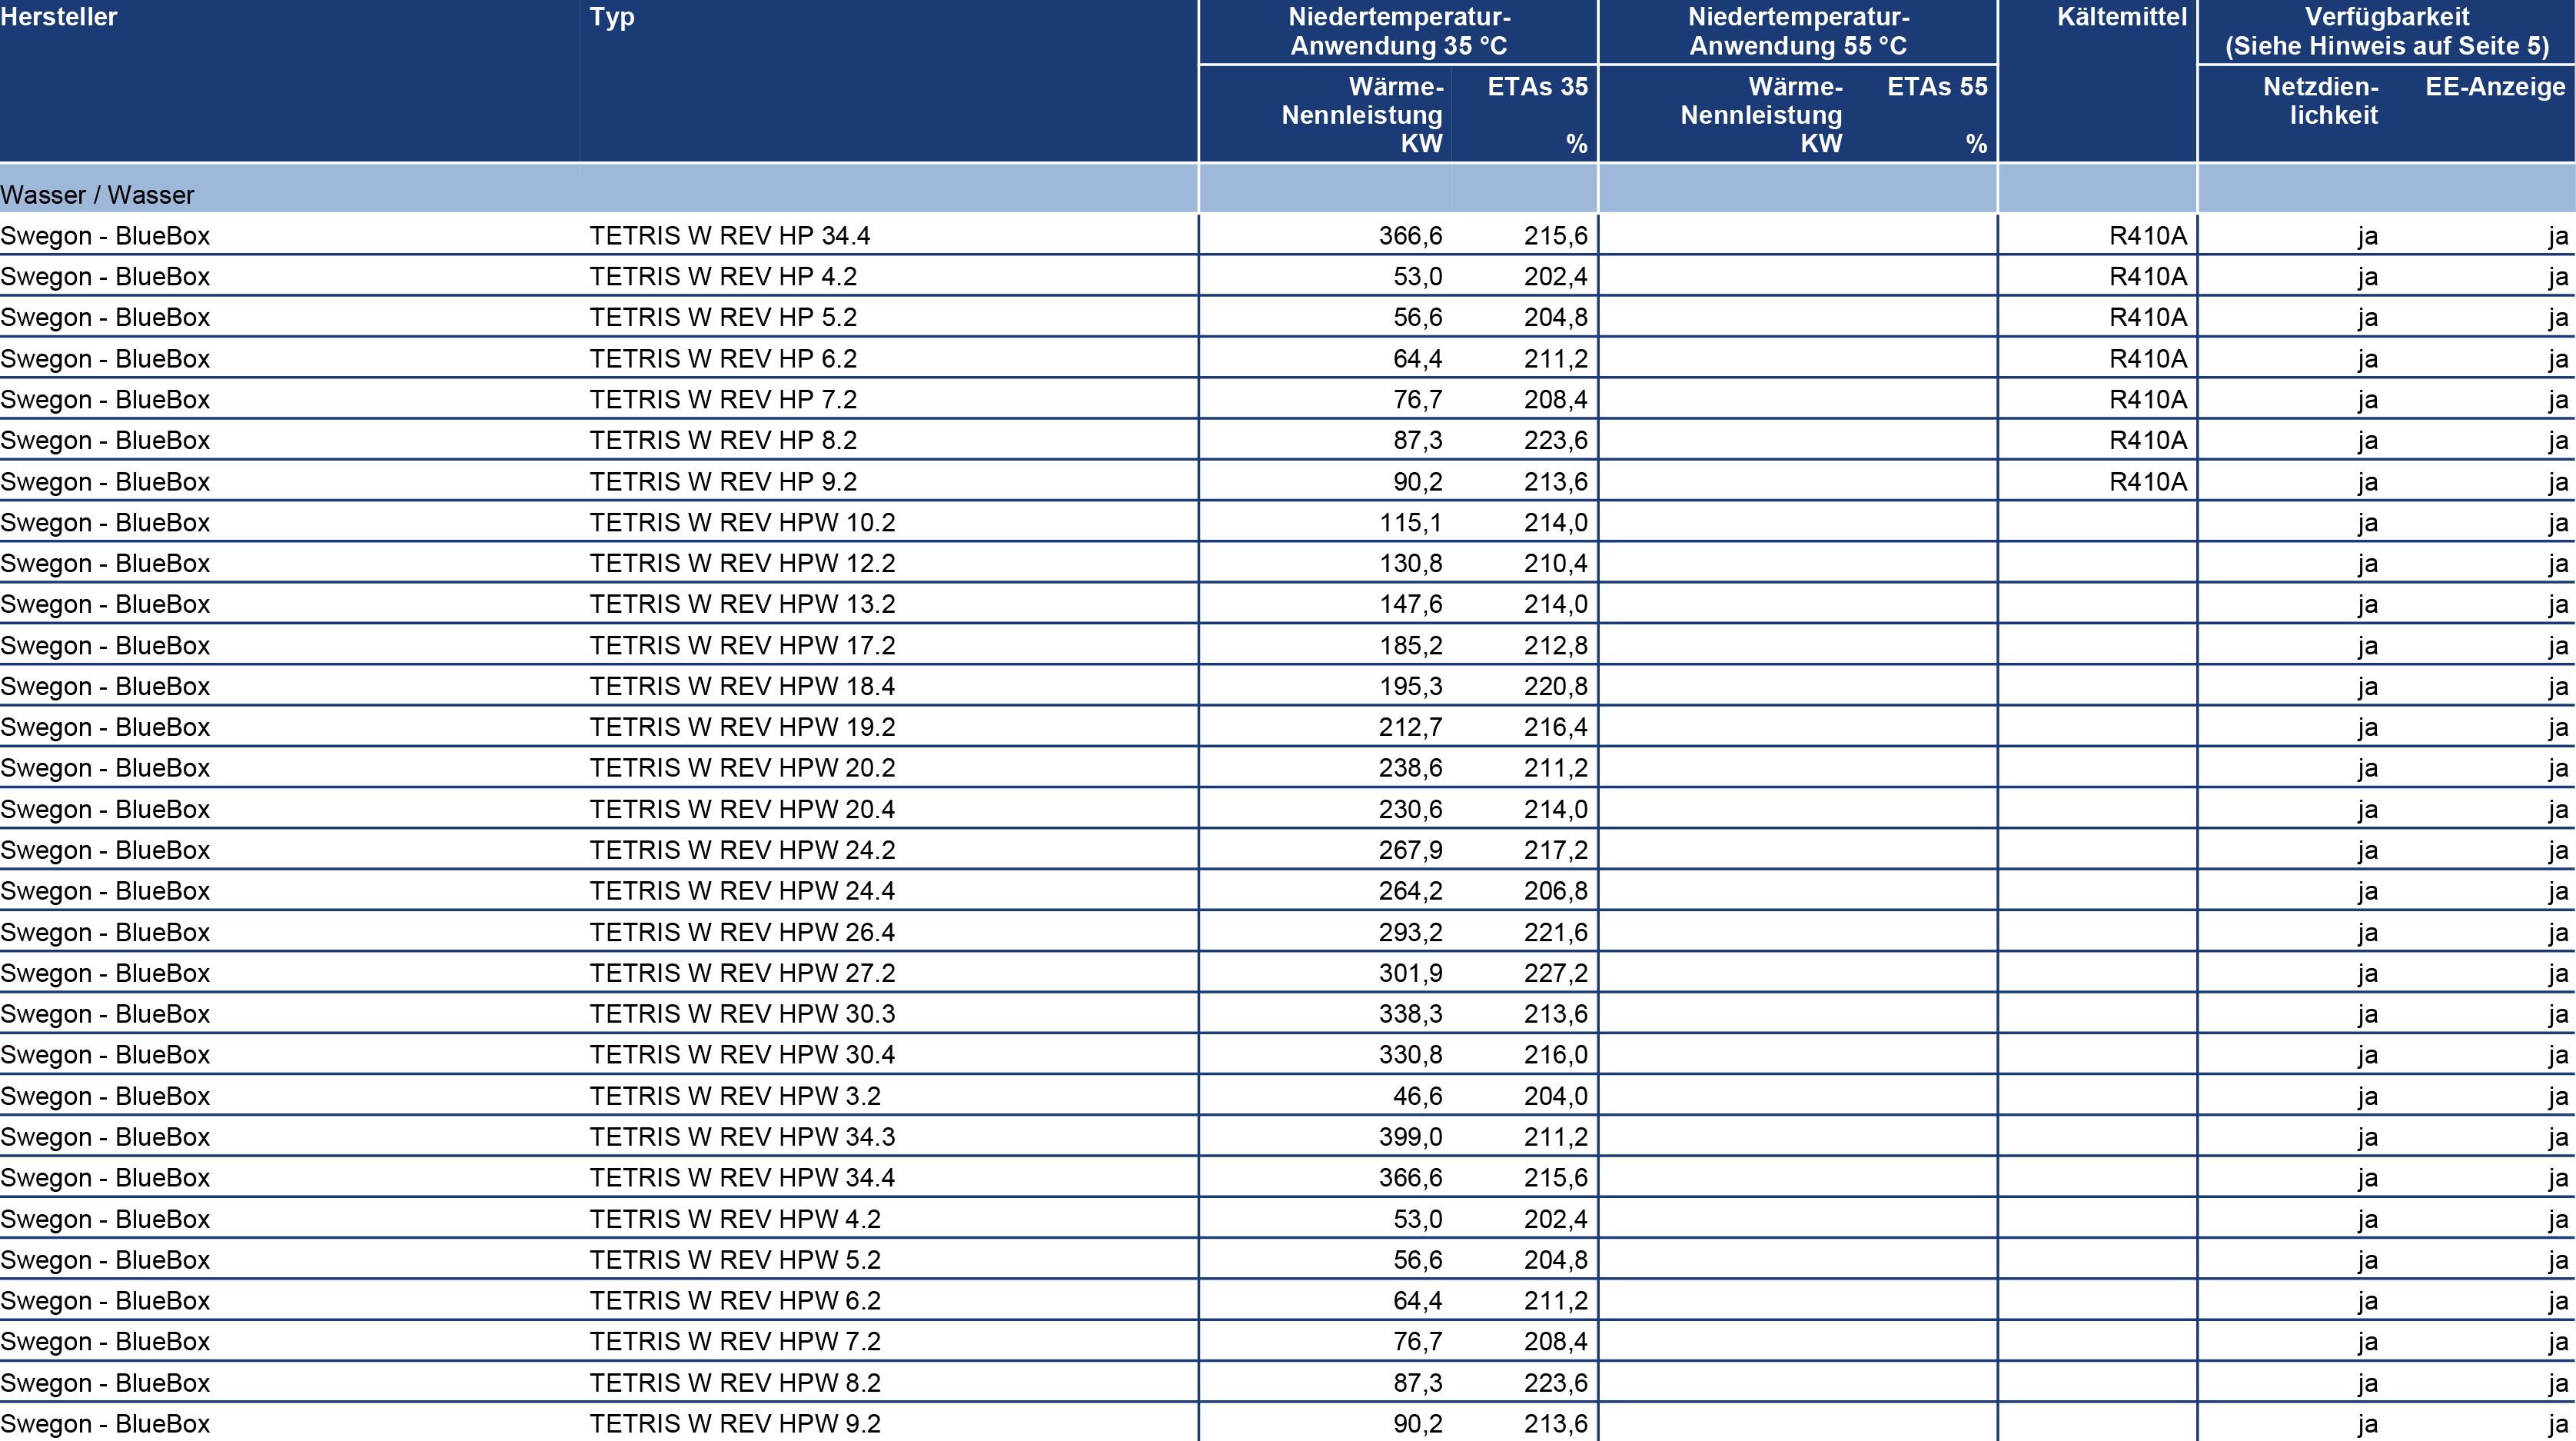 Hersteller Typ Niedertemperatur- Niedertemperatur- Kältemittel Verfügbarkeit
Anwendung 35 °C Anwendung 55 °C (Siehe Hinweis auf Seite 5)
Wärme- ETAs 35 Wärme- ETAs 55 Netzdien- EE-Anzeige
Nennleistung Nennleistung lichkeit
KW % KW %
Wasser / Wasser
Swegon - BlueBox TETRIS W REV HP 34.4 366,6 215,6 R410A ja ja
Swegon - BlueBox TETRIS W REV HP 4.2 53,0 202,4 R410A ja ja
Swegon - BlueBox TETRIS W REV HP 5.2 56,6 204,8 R410A ja ja
Swegon - BlueBox TETRIS W REV HP 6.2 64,4 211,2 R410A ja ja
Swegon - BlueBox TETRIS W REV HP 7.2 76,7 208,4 R410A ja ja
Swegon - BlueBox TETRIS W REV HP 8.2 87,3 223,6 R410A ja ja
Swegon - BlueBox TETRIS W REV HP 9.2 90,2 213,6 R410A ja ja
Swegon - BlueBox TETRIS W REV HPW 10.2 115,1 214,0 ja ja
Swegon - BlueBox TETRIS W REV HPW 12.2 130,8 210,4 ja ja
Swegon - BlueBox TETRIS W REV HPW 13.2 147,6 214,0 ja ja
Swegon - BlueBox TETRIS W REV HPW 17.2 185,2 212,8 ja ja
Swegon - BlueBox TETRIS W REV HPW 18.4 195,3 220,8 ja ja
Swegon - BlueBox TETRIS W REV HPW 19.2 212,7 216,4 ja ja
Swegon - BlueBox TETRIS W REV HPW 20.2 238,6 211,2 ja ja
Swegon - BlueBox TETRIS W REV HPW 20.4 230,6 214,0 ja ja
Swegon - BlueBox TETRIS W REV HPW 24.2 267,9 217,2 ja ja
Swegon - BlueBox TETRIS W REV HPW 24.4 264,2 206,8 ja ja
Swegon - BlueBox TETRIS W REV HPW 26.4 293,2 221,6 ja ja
Swegon - BlueBox TETRIS W REV HPW 27.2 301,9 227,2 ja ja
Swegon - BlueBox TETRIS W REV HPW 30.3 338,3 213,6 ja ja
Swegon - BlueBox TETRIS W REV HPW 30.4 330,8 216,0 ja ja
Swegon - BlueBox TETRIS W REV HPW 3.2 46,6 204,0 ja ja
Swegon - BlueBox TETRIS W REV HPW 34.3 399,0 211,2 ja ja
Swegon - BlueBox TETRIS W REV HPW 34.4 366,6 215,6 ja ja
Swegon - BlueBox TETRIS W REV HPW 4.2 53,0 202,4 ja ja
Swegon - BlueBox TETRIS W REV HPW 5.2 56,6 204,8 ja ja
Swegon - BlueBox TETRIS W REV HPW 6.2 64,4 211,2 ja ja
Swegon - BlueBox TETRIS W REV HPW 7.2 76,7 208,4 ja ja
Swegon - BlueBox TETRIS W REV HPW 8.2 87,3 223,6 ja ja
Swegon - BlueBox TETRIS W REV HPW 9.2 90,2 213,6 ja ja